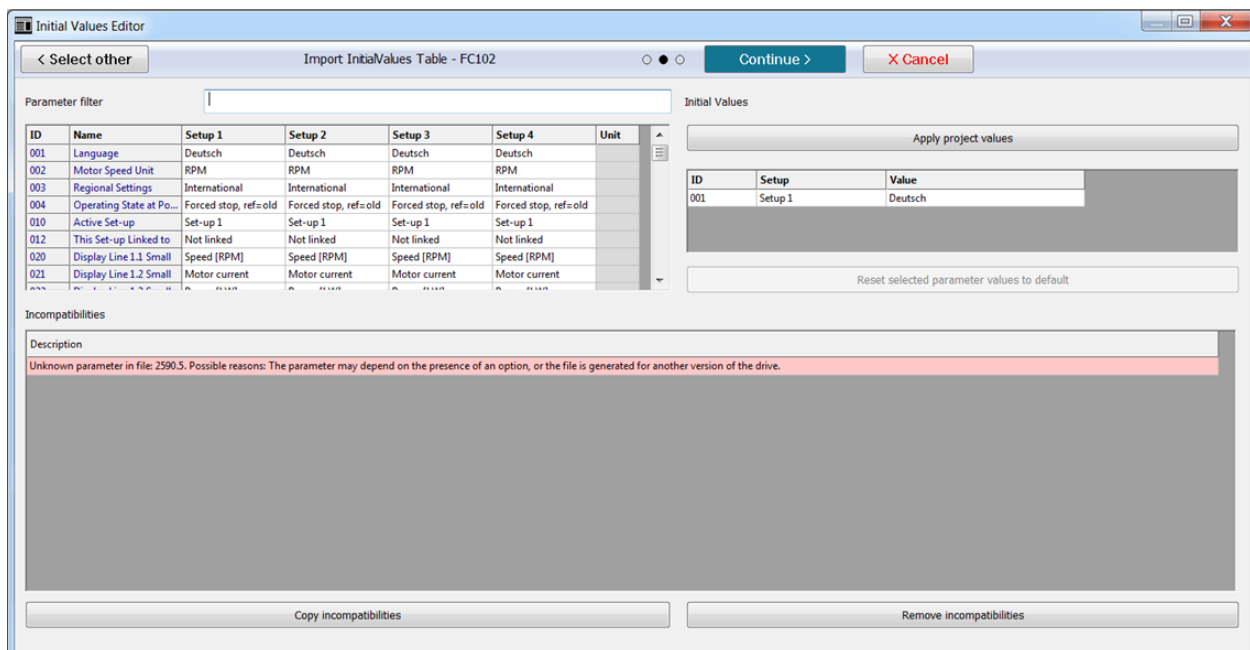 Initial Values Editor
< Select other
Import InitialValues Table - FC102
Continue >
X Cancel
Parameter filter
Initial Values
ID Name Setup 1 Setup 2 Setup 3 Setup 4 Unit
001 Language Deutsch Deutsch Deutsch Deutsch
002 Motor Speed Unit RPM RPM RPM RPM
003 Regional Settings International International International International
004 Operating State at Po... Forced stop, ref=old Forced stop, ref=old Forced stop, ref=old Forced stop, ref=old
010 Active Set-up Set-up 1 Set-up 1 Set-up 1 Set-up 1
012 This Set-up Linked to Not linked Not linked Not linked Not linked
020 Display Line 1.1 Small Speed [RPM] Speed [RPM] Speed [RPM] Speed [RPM]
021 Display Line 1.2 Small Motor current Motor current Motor current Motor current
Apply project values
ID Setup Value
001 Setup 1 Deutsch
Reset selected parameter values to default
Incompatibilities
Description
Unknown parameter in file: 2590.5. Possible reasons: The parameter may depend on the presence of an option, or the file is generated for another version of the drive.
Copy incompatibilities
Remove incompatibilities